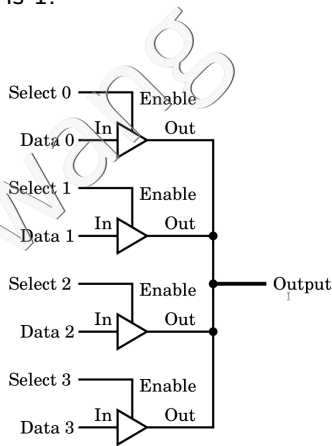 is 1.
Select 0
Enable
Data 0
In
Out
Select 1
Enable
Data 1
In
Out
Select 2
Enable
Data 2
In
Out
Output
Select 3
Enable
Data 3
In
Out
wang